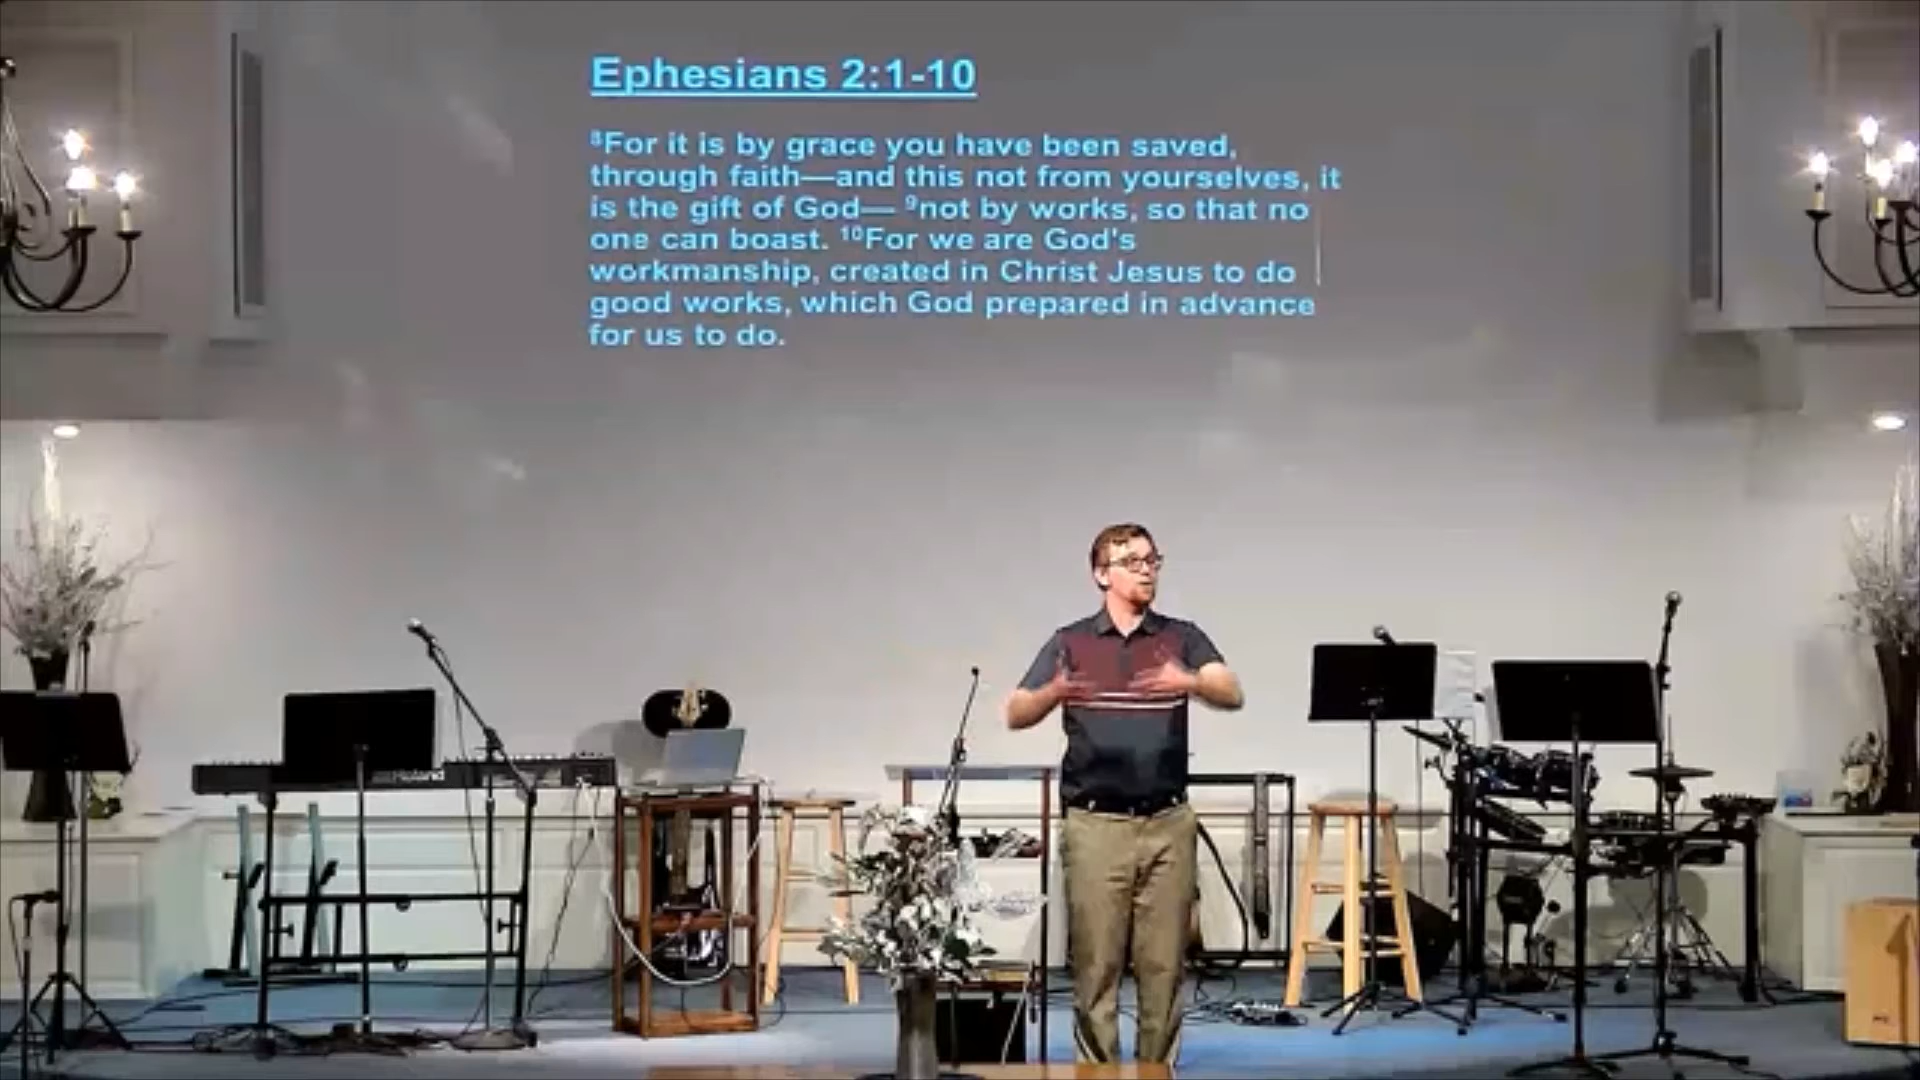 Ephesians 2:1-10
⁸For it is by grace you have been saved,
through faith—and this not from yourselves, it
is the gift of God— ⁹not by works, so that no
one can boast. ¹⁰For we are God's
workmanship, created in Christ Jesus to do
good works, which God prepared in advance
for us to do.
Roland